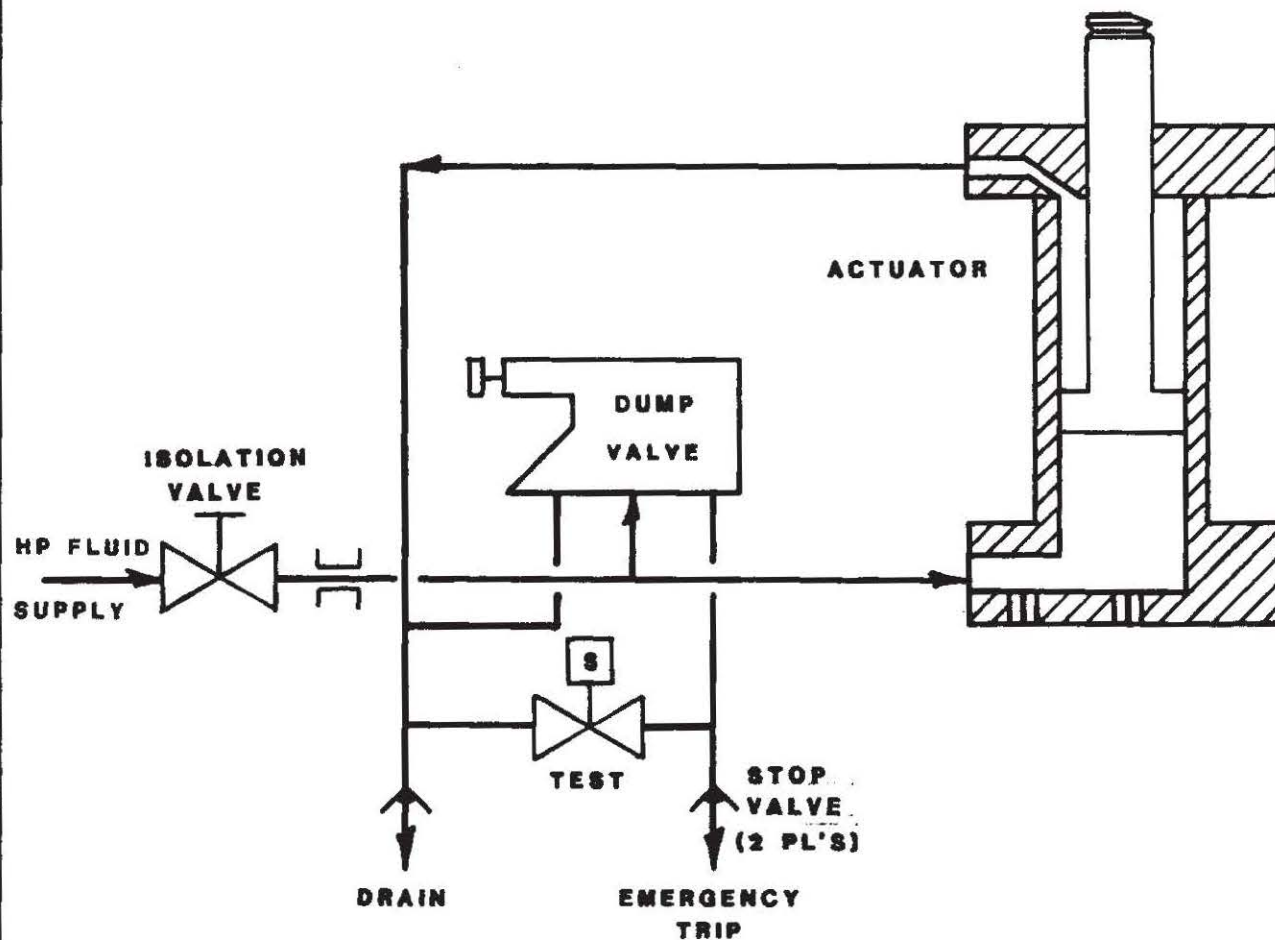 ACTUATOR
DUMP
VALVE
ISOLATION
VALVE
HP FLUID
SUPPLY
S
TEST
STOP
VALVE
(2 PL'S)
DRAIN
EMERGENCY
TRIP